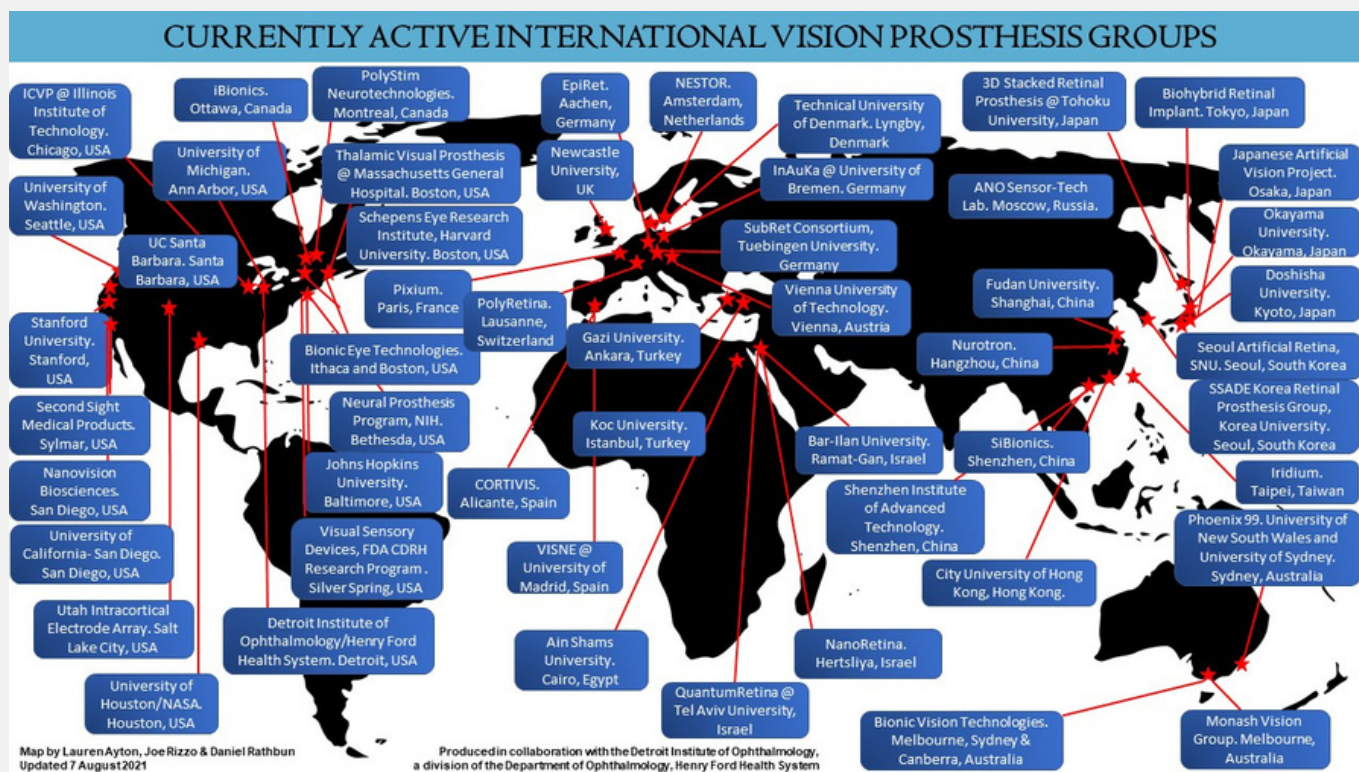 CURRENTLY ACTIVE INTERNATIONAL VISION PROSTHESIS GROUPS
ICVP @ Illinois
Institute of
Technology.
Chicago, USA
iBionics.
Ottawa, Canada
PolyStim
Neurotechnologies.
Montreal, Canada
EpiRet.
Aachen,
Germany
NESTOR.
Amsterdam,
Netherlands
Technical University
of Denmark. Lyngby,
Denmark
3D Stacked Retinal
Prosthesis @ Tohoku
University, Japan
Biohybrid Retinal
Implant. Tokyo, Japan
University of
Michigan.
Ann Arbor, USA
Thalamic Visual Prosthesis
@ Massachusetts General
Hospital. Boston, USA
Newcastle
University,
UK
InAuKa @ University of
Bremen. Germany
ANO Sensor-Tech
Lab. Moscow, Russia.
Japanese Artificial
Vision Project.
Osaka, Japan
University of
Washington.
Seattle, USA
Schepens Eye Research
Institute, Harvard
University. Boston, USA
SubRet Consortium,
Tuebingen University.
Germany
Okayama
University.
Okayama, Japan
UC Santa
Barbara. Santa
Barbara, USA
Pixium.
Paris, France
PolyRetina.
Lausanne,
Switzerland
Vienna University
of Technology.
Vienna, Austria
Fudan University.
Shanghai, China
Doshisha
University.
Kyoto, Japan
Stanford
University.
Stanford,
USA
Bionic Eye Technologies.
Ithaca and Boston, USA
Gazi University.
Ankara, Turkey
Nurotron.
Hangzhou, China
Seoul Artificial Retina,
SNU. Seoul, South Korea
Second Sight
Medical Products.
Sylmar, USA
Neural Prosthesis
Program, NIH.
Bethesda, USA
Koc University.
Istanbul, Turkey
Bar-Ilan University.
Ramat-Gan, Israel
SiBionics.
Shenzhen, China
SSADE Korea Retinal
Prosthesis Group,
Korea University.
Seoul, South Korea
Nanovision
Biosciences.
San Diego, USA
Johns Hopkins
University.
Baltimore, USA
CORTIVIS.
Alicante, Spain
Shenzhen Institute
of Advanced
Technology.
Shenzhen, China
Iridium.
Taipei, Taiwan
University of
California- San Diego.
San Diego, USA
Visual Sensory
Devices, FDA CDRH
Research Program .
Silver Spring, USA
VISNE @
University of
Madrid, Spain
City University of Hong
Kong, Hong Kong.
Phoenix 99. University of
New South Wales and
University of Sydney.
Sydney, Australia
Utah Intracortical
Electrode Array. Salt
Lake City, USA
Detroit Institute of
Ophthalmology/Henry Ford
Health System. Detroit, USA
Ain Shams
University.
Cairo, Egypt
NanoRetina.
Hertsliya, Israel
University of
Houston/NASA.
Houston, USA
QuantumRetina @
Tel Aviv University,
Israel
Bionic Vision Technologies.
Melbourne, Sydney &
Canberra, Australia
Monash Vision
Group. Melbourne,
Australia
Map by Lauren Ayton, Joe Rizzo & Daniel Rathbun
Updated 7 August 2021
Produced in collaboration with the Detroit Institute of Ophthalmology,
a division of the Department of Ophthalmology, Henry Ford Health System